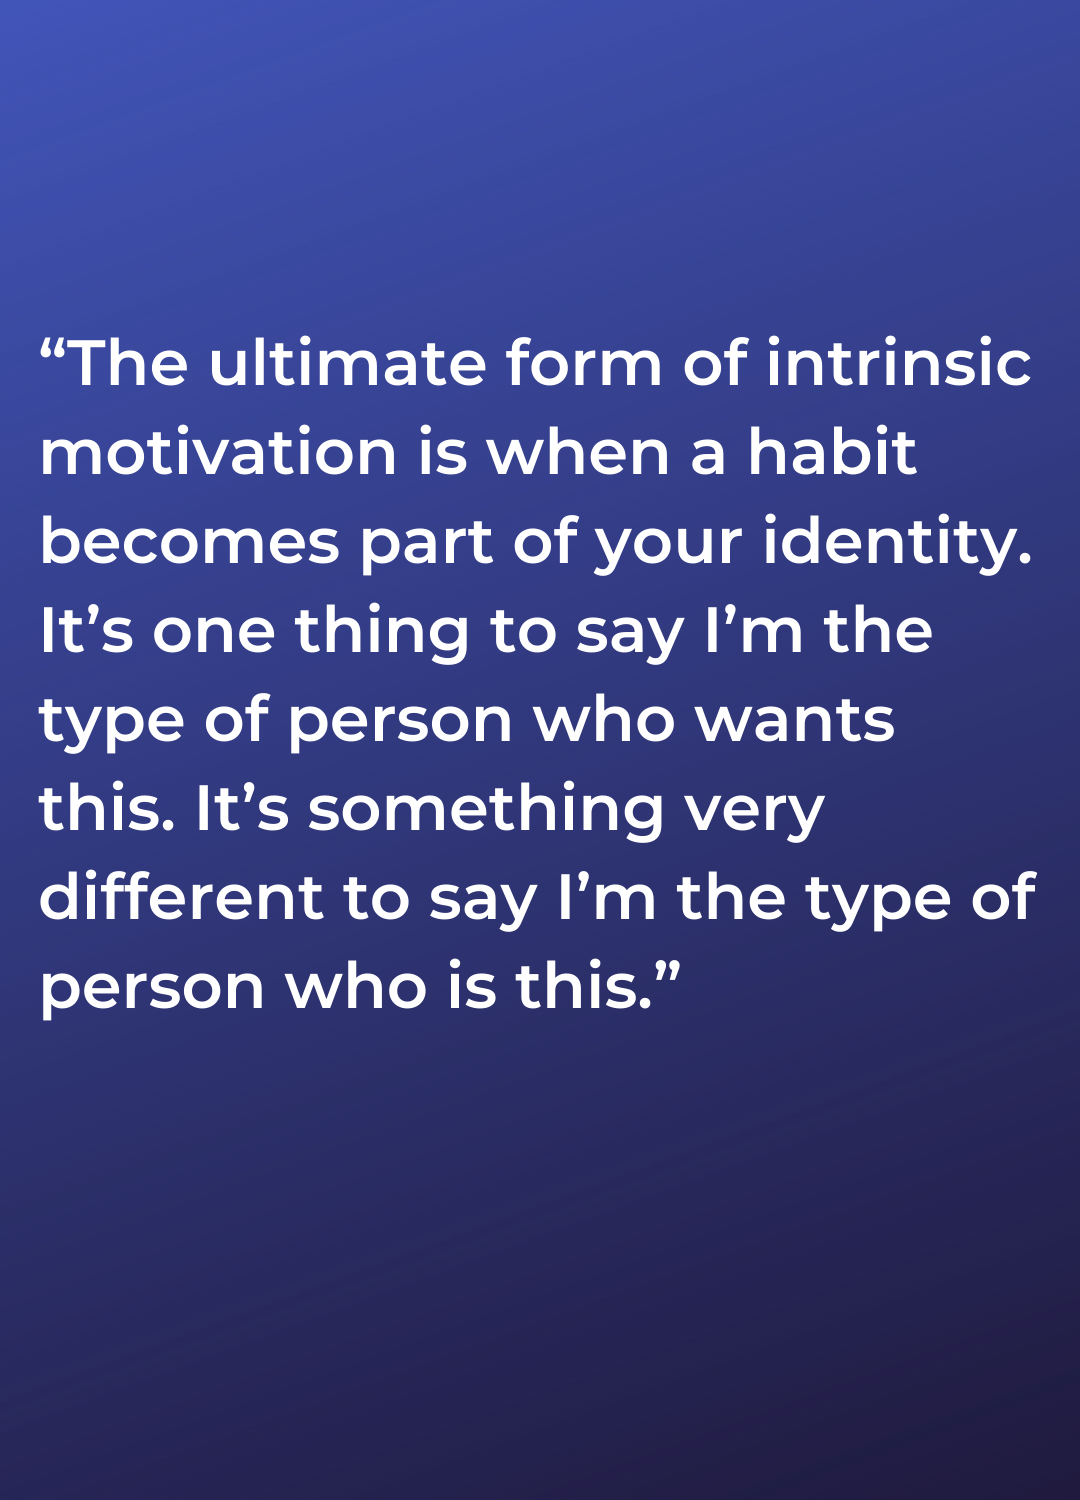 “The ultimate form of intrinsic
motivation is when a habit
becomes part of your identity.
It’s one thing to say I’m the
type of person who wants
this. It’s something very
different to say I’m the type of
person who is this.”